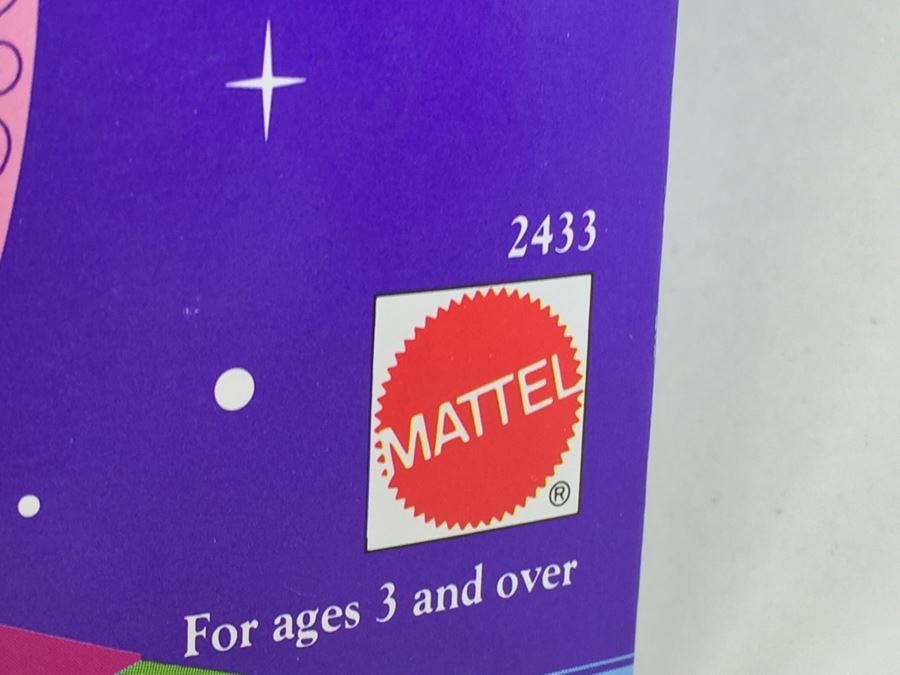 2433
MATTEL
®
For ages 3 and over